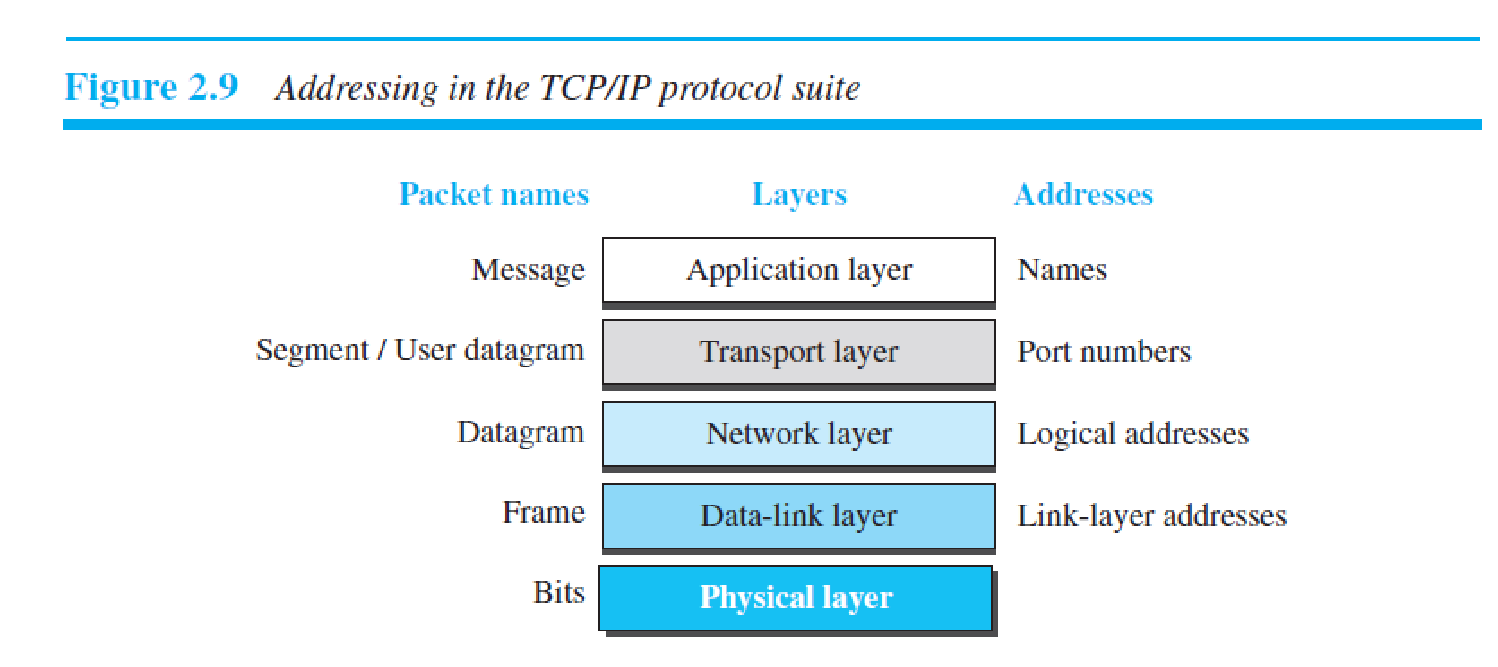 Figure 2.9 Addressing in the TCP/IP protocol suite
Packet names Layers Addresses
Message Application layer Names
Segment / User datagram Transport layer Port numbers
Datagram Network layer Logical addresses
Frame Data-link layer Link-layer addresses
Bits Physical layer